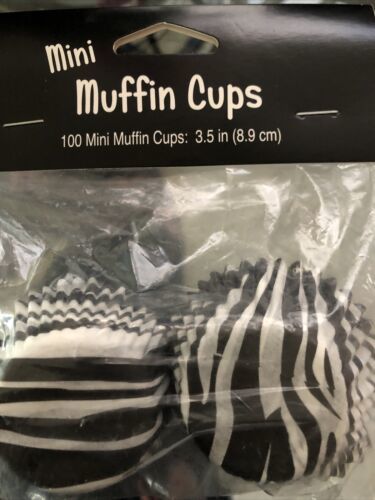 Mini
Muffin Cups
100 Mini Muffin Cups: 3.5 in (8.9 cm)